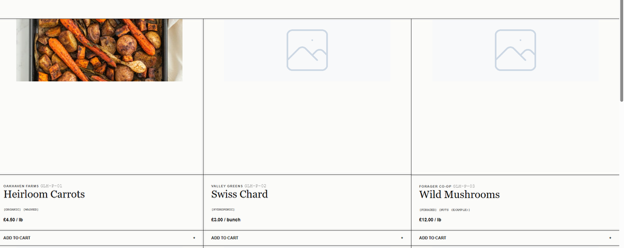 OAKHAVEN FARMS
Heirloom Carrots
£4.50 / lb
ADD TO CART +
VALLEY GREENS
Swiss Chard
£3.00 / bunch
ADD TO CART +
FORAGER CO-OP
Wild Mushrooms
£12.00 / lb
ADD TO CART +